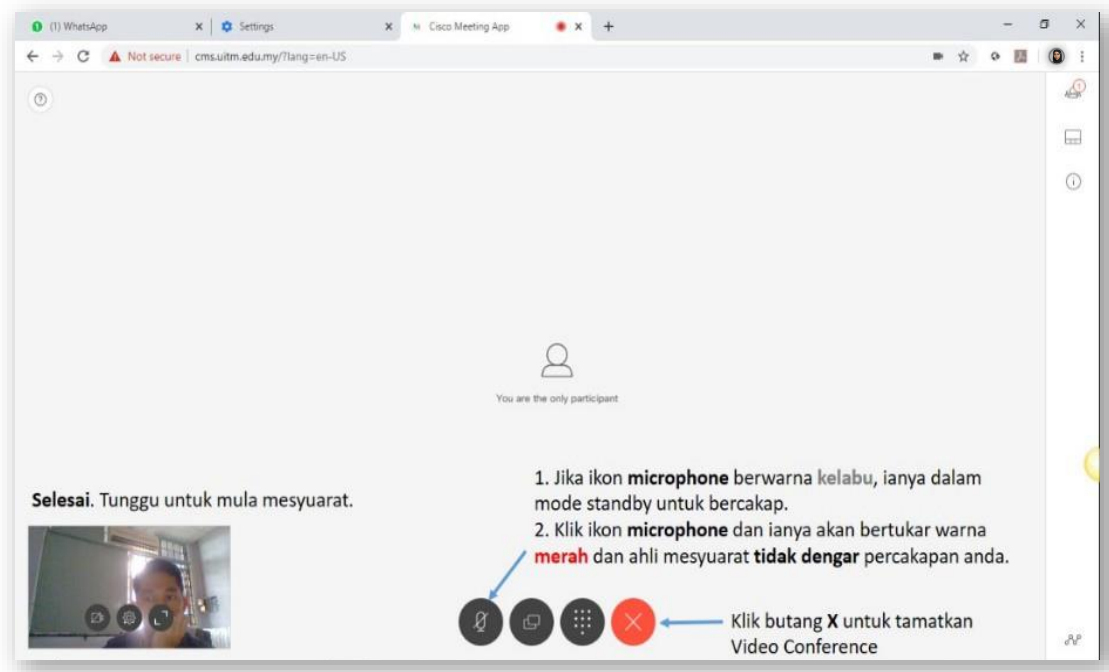 (1) WhatsApp
Settings
Cisco Meeting App
Not secure
cms.uitm.edu.my/?lang=en-US
You are the only participant
Selesai. Tunggu untuk mula mesyuarat.
1. Jika ikon microphone berwarna kelabu, ianya dalam
mode standby untuk bercakap.
2. Klik ikon microphone dan ianya akan bertukar warna
merah dan ahli mesyuarat tidak dengar percakapan anda.
Klik butang X untuk tamatkan
Video Conference